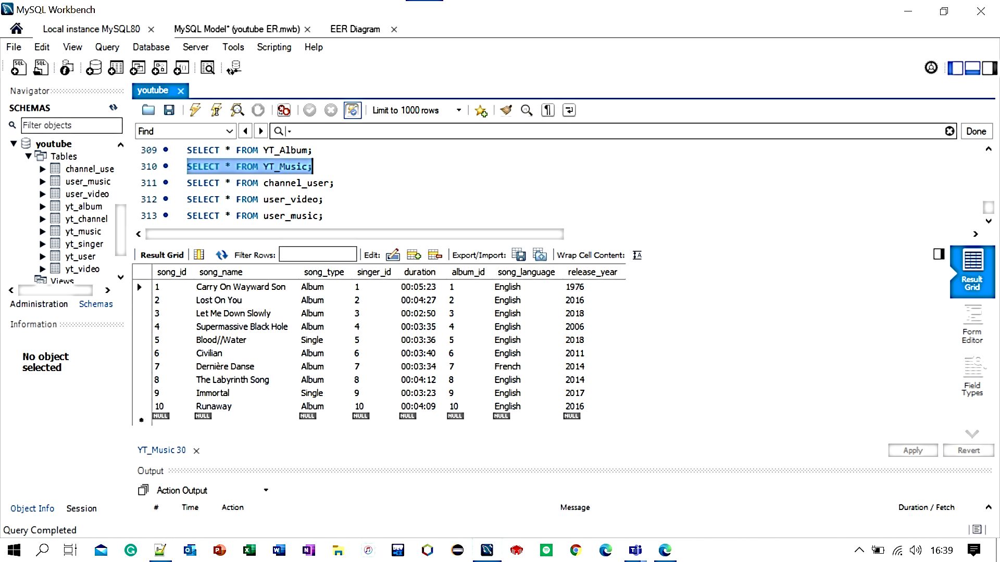 MySQL Workbench
Local instance MySQL80 MySQL Model* (youtube ER.mwb) EER Diagram
File Edit View Query Database Server Tools Scripting Help
Navigator
youtube
SCHEMAS
Limit to 1000 rows
Filter objects
Find
Done
youtube
Tables
channel_use
user_music
user_video
yt_album
yt_channel
yt_music
yt_singer
yt_user
yt_video
Views
309 SELECT * FROM YT_Album;
310 SELECT * FROM YT_Music;
311 SELECT * FROM channel_user;
312 SELECT * FROM user_video;
313 SELECT * FROM user_music;
Administration Schemas
Information
No object
selected
Result Grid Filter Rows: Edit: Export/Import: Wrap Cell Content:
song_id song_name song_type singer_id duration album_id song_language release_year
1 Carry On Wayward Son Album 1 00:05:23 1 English 1976
2 Lost On You Album 2 00:04:27 2 English 2016
3 Let Me Down Slowly Album 3 00:02:50 3 English 2018
4 Supermassive Black Hole Album 4 00:03:35 4 English 2006
5 Blood//Water Single 5 00:03:36 5 English 2018
6 Civilian Album 6 00:03:40 6 English 2011
7 Dernière Danse Album 7 00:03:34 7 French 2014
8 The Labyrinth Song Album 8 00:04:12 8 English 2014
9 Immortal Single 9 00:03:23 9 English 2017
10 Runaway Album 10 00:04:09 10 English 2016
NULL NULL NULL NULL NULL NULL NULL NULL
Result
Grid
Form
Editor
Field
Types
YT_Music 30
Apply Revert
Output
Action Output
# Time Action Message Duration / Fetch
Object Info Session
Query Completed
16:39